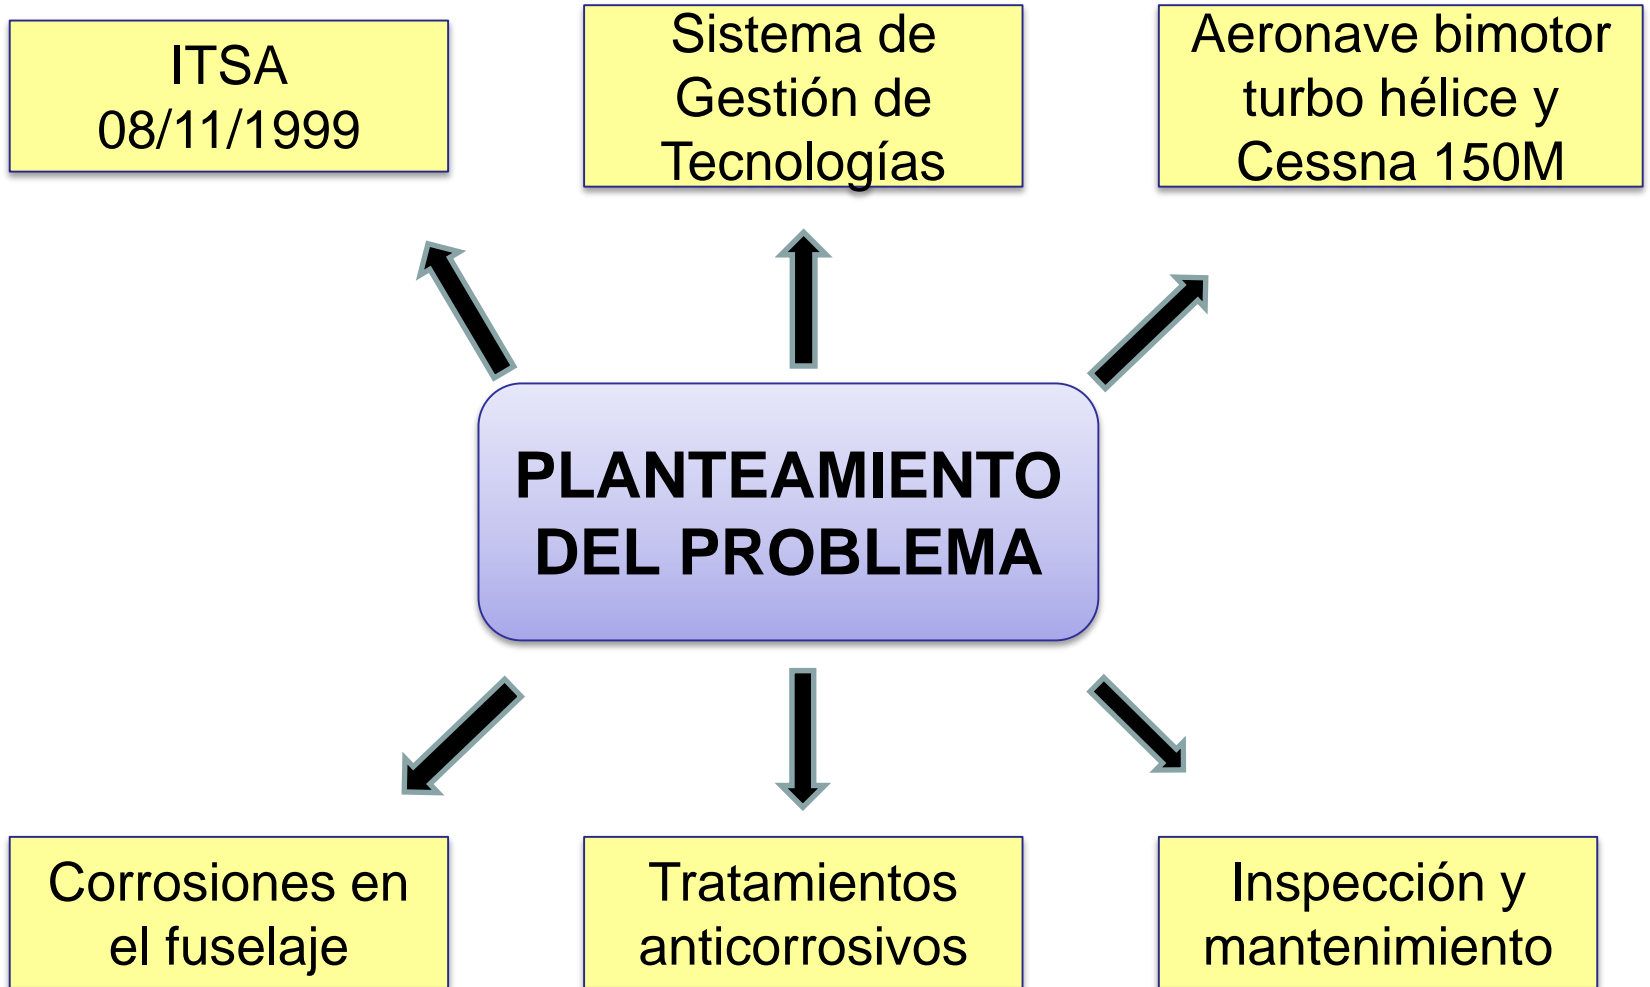 ITSA
08/11/1999
Sistema de
Gestión de
Tecnologías
Aeronave bimotor
turbo hélice y
Cessna 150M
PLANTEAMIENTO
DEL PROBLEMA
Corrosiones en
el fuselaje
Tratamientos
anticorrosivos
Inspección y
mantenimiento